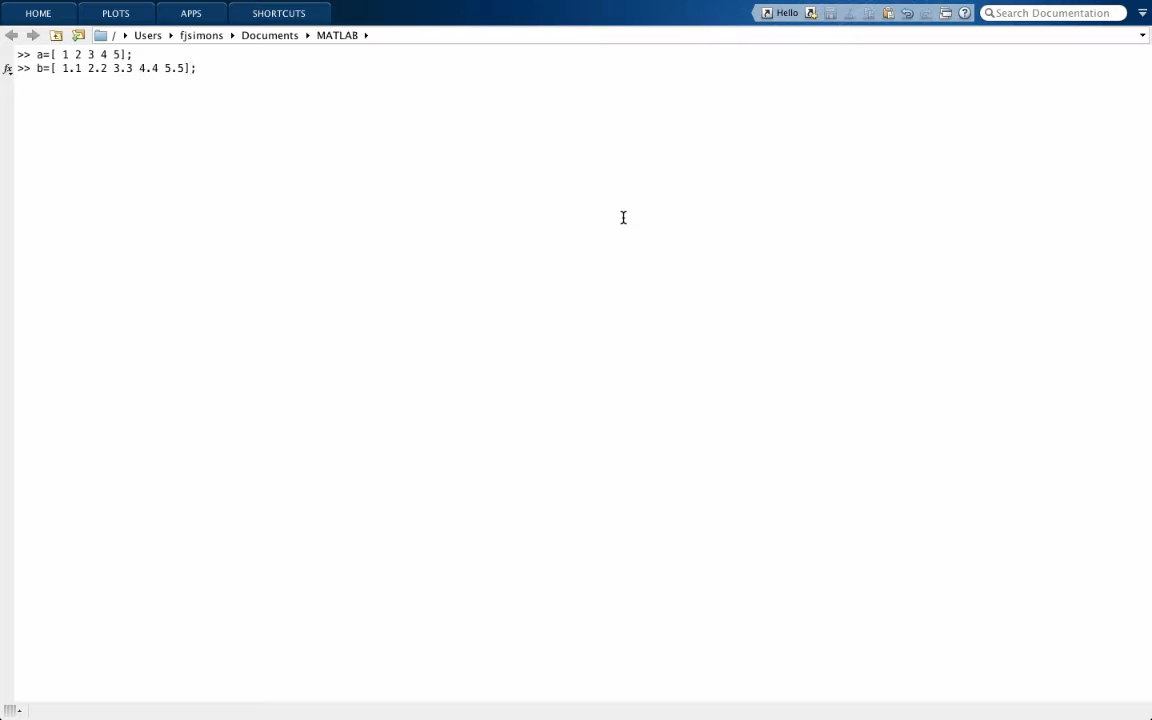 HOME PLOTS APPS SHORTCUTS Hello Search Documentation
/ Users fjsimons Documents MATLAB
>> a=[ 1 2 3 4 5];
fx >> b=[ 1.1 2.2 3.3 4.4 5.5];